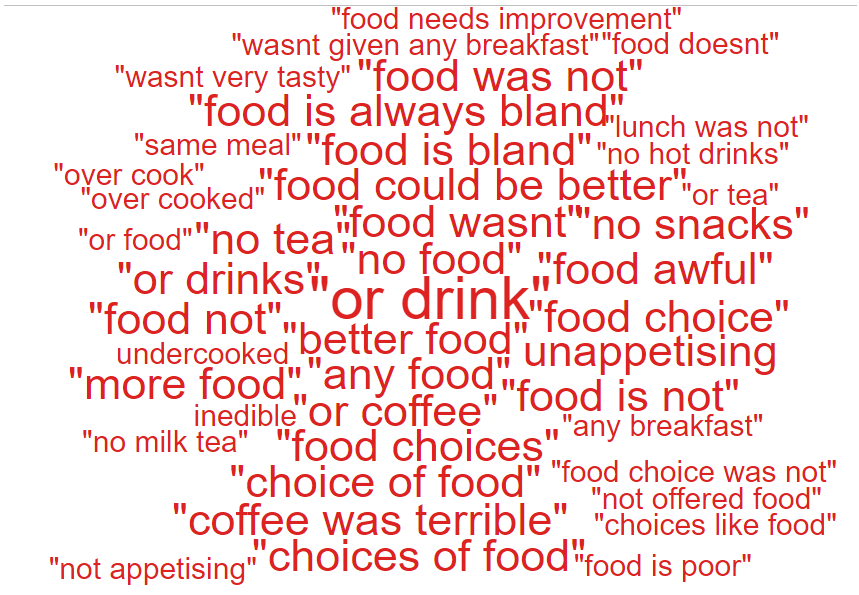 "food needs improvement"
"wasnt given any breakfast" "food doesnt"
"wasnt very tasty" "food was not"
"food is always bland"
"lunch was not"
"same meal" "food is bland" "no hot drinks"
"over cook"
"over cooked" "food could be better" "or tea"
"food wasnt" "no snacks"
"or food" "no tea"
"no food" "food awful"
"or drinks"
"or drink"
"food not" "food choice"
"better food"
undercooked unappetising
"more food" "any food"
"food is not"
inedible "or coffee"
"any breakfast"
"no milk tea" "food choices"
"choice of food" "food choice was not"
"not offered food"
"coffee was terrible" "choices like food"
"not appetising" "choices of food" "food is poor"